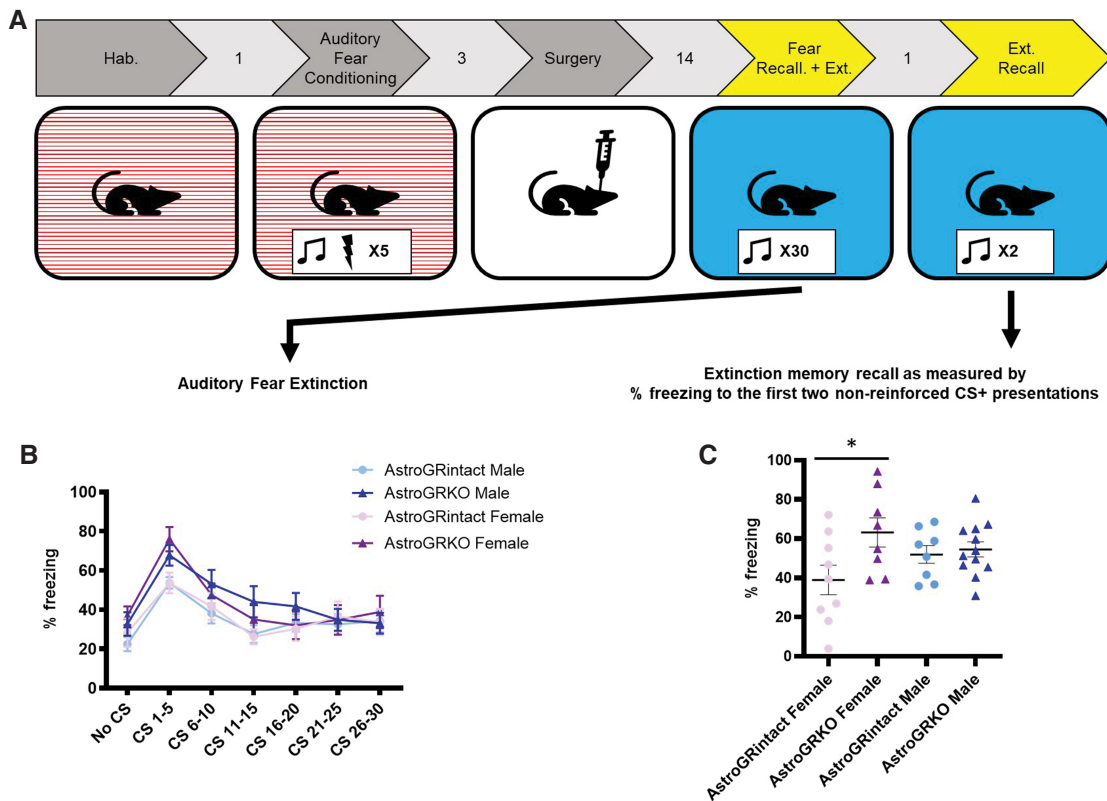 A
Hab.
1
Auditory
Fear
Conditioning
3
Surgery
14
Fear
Recall. + Ext.
1
Ext.
Recall
X5
X30
X2
Auditory Fear Extinction
Extinction memory recall as measured by
% freezing to the first two non-reinforced CS+ presentations
B
% freezing
100
80
60
40
20
0
No CS
CS 1-5
CS 6-10
CS 11-15
CS 16-20
CS 21-25
CS 26-30
AstroGRintact Male
AstroGRKO Male
AstroGRintact Female
AstroGRKO Female
C
% freezing
100
80
60
40
20
0
*
AstroGRintact Female
AstroGRKO Female
AstroGRintact Male
AstroGRKO Male